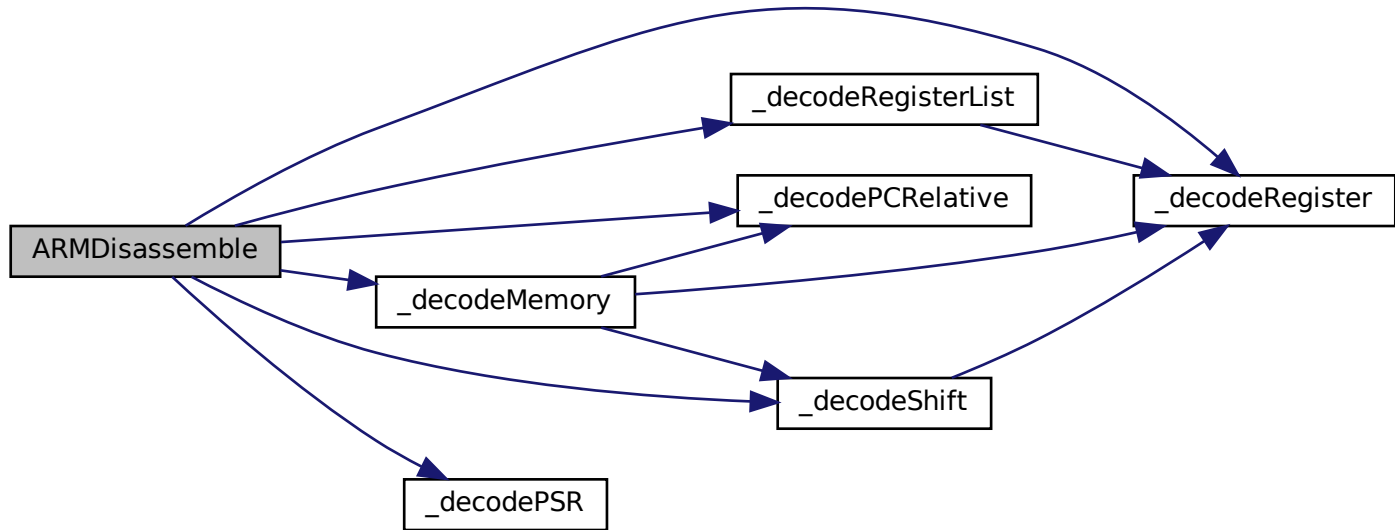 _decodeRegisterList
_decodePCRelative
_decodeRegister
ARMDisassemble
_decodeMemory
_decodeShift
_decodePSR